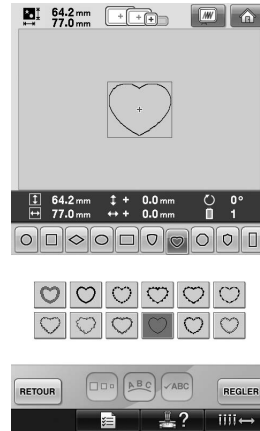 64.2 mm
77.0 mm
64.2 mm + 0.0 mm 0°
77.0 mm + 0.0 mm 1
RETOUR ABC ✓ABC REGLER
?